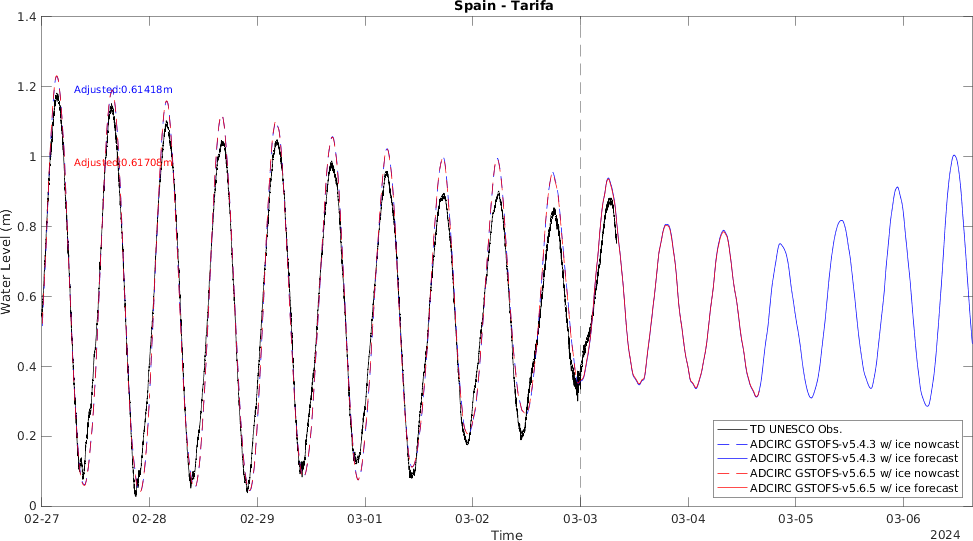 Spain - Tarifa
1.4
1.2
1
0.8
0.6
0.4
0.2
0
Water Level (m)
Adjusted:0.61418m
Adjusted:0.61708m
TD UNESCO Obs.
ADCIRC GSTOFS-v5.4.3 w/ ice nowcast
ADCIRC GSTOFS-v5.4.3 w/ ice forecast
ADCIRC GSTOFS-v5.6.5 w/ ice nowcast
ADCIRC GSTOFS-v5.6.5 w/ ice forecast
02-27 02-28 02-29 03-01 03-02 03-03 03-04 03-05 03-06
Time
2024